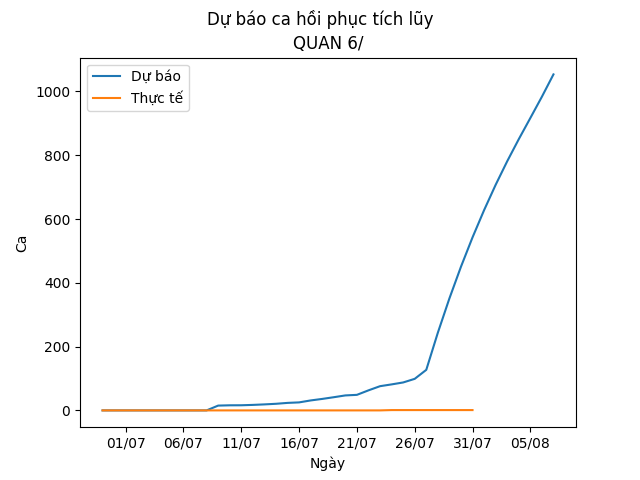 Dự báo ca hồi phục tích lũy
QUAN 6/
Dự báo
Thực tế
1000
800
600
400
200
0
Ca
01/07 06/07 11/07 16/07 21/07 26/07 31/07 05/08
Ngày